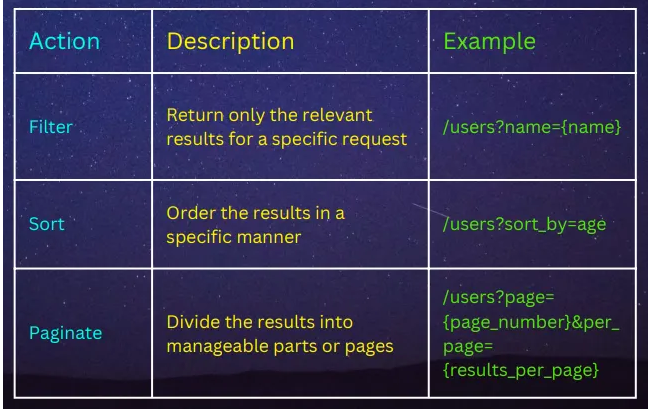 Action
Description
Example
Filter
Return only the relevant
results for a specific request
/users?name={name}
Sort
Order the results in a
specific manner
/users?sort_by=age
Paginate
Divide the results into
manageable parts or pages
/users?page=
{page_number}&per_
page=
{results_per_page}